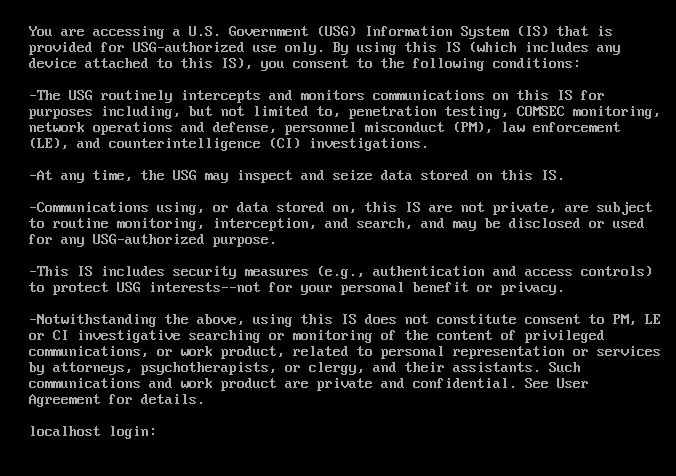 You are accessing a U.S. Government (USG) Information System (IS) that is
provided for USG-authorized use only. By using this IS (which includes any
device attached to this IS), you consent to the following conditions:
-The USG routinely intercepts and monitors communications on this IS for
purposes including, but not limited to, penetration testing, COMSEC monitoring,
network operations and defense, personnel misconduct (PM), law enforcement
(LE), and counterintelligence (CI) investigations.
-At any time, the USG may inspect and seize data stored on this IS.
-Communications using, or data stored on, this IS are not private, are subject
to routine monitoring, interception, and search, and may be disclosed or used
for any USG-authorized purpose.
-This IS includes security measures (e.g., authentication and access controls)
to protect USG interests--not for your personal benefit or privacy.
-Notwithstanding the above, using this IS does not constitute consent to PM, LE
or CI investigative searching or monitoring of the content of privileged
communications, or work product, related to personal representation or services
by attorneys, psychotherapists, or clergy, and their assistants. Such
communications and work product are private and confidential. See User
Agreement for details.
localhost login: